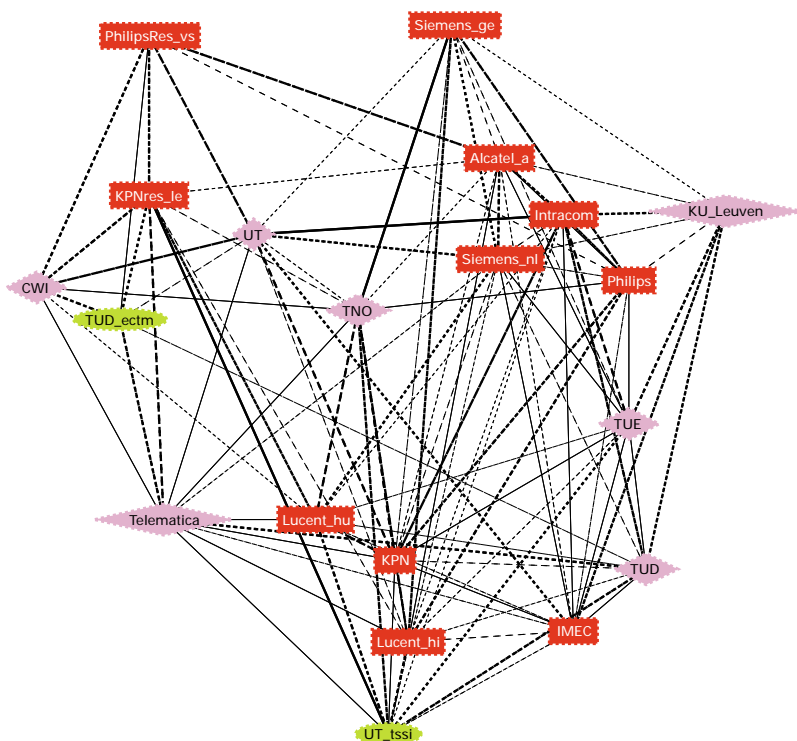 Siemens_ge
PhilipsRes_vs
Alcatel_a
KPNres_le
Intracom
KU_Leuven
UT
Siemens_nl
Philips
CWI
TNO
TUD_ectm
TUE
Telematica
Lucent_hu
KPN
TUD
IMEC
Lucent_hi
UT_tssi